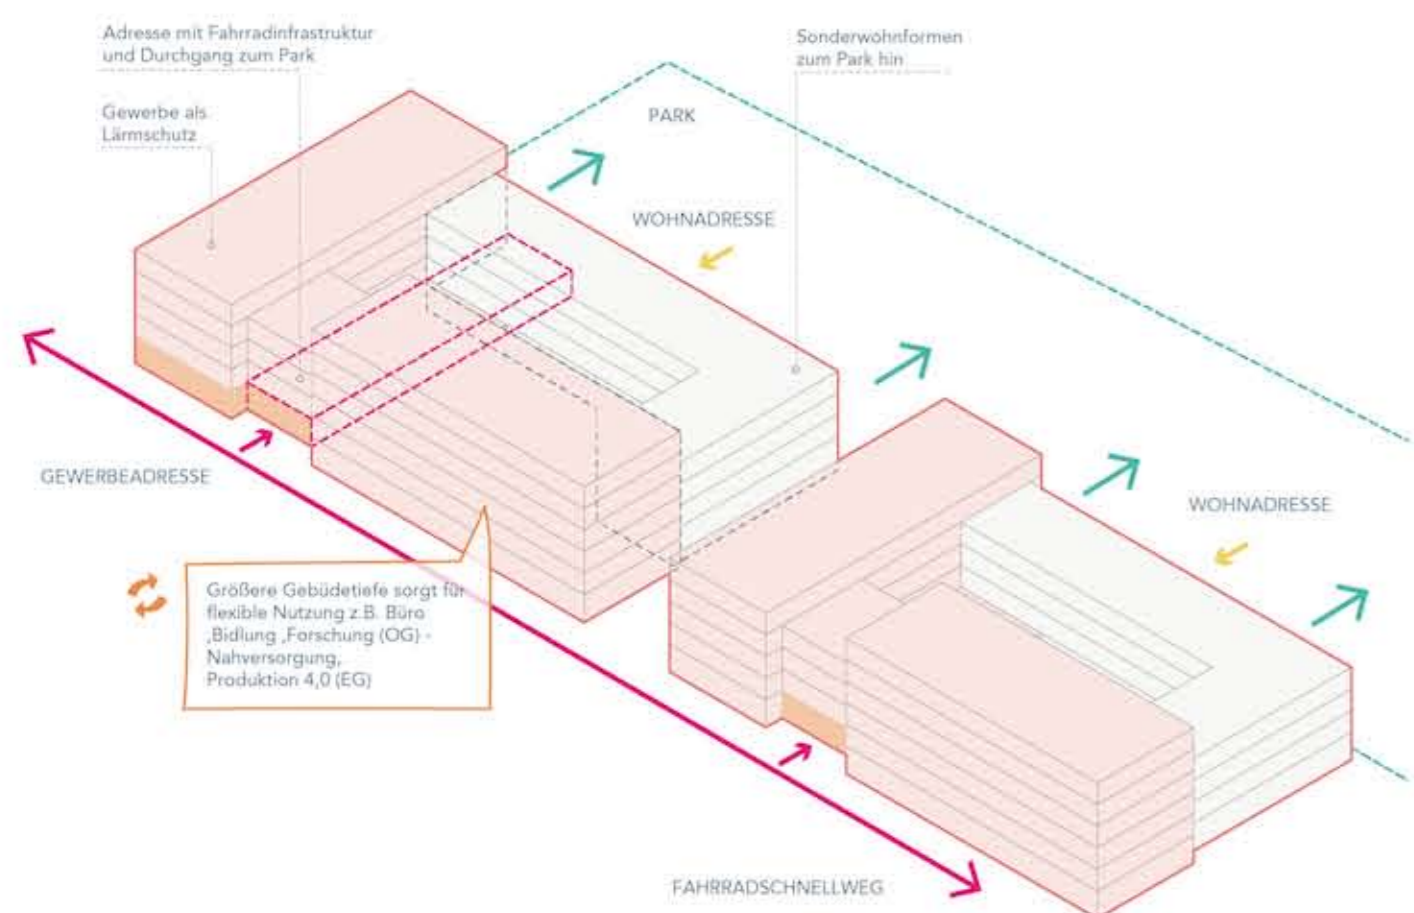 Adresse mit Fahrradinfrastruktur
und Durchgang zum Park
Sonderwohnformen
zum Park hin
Gewerbe als
Lärmschutz
PARK
WOHNADRESSE
GEWERBEADRESSE
WOHNADRESSE
Größere Gebüdetiefe sorgt für
flexible Nutzung z.B. Büro
,Bidlung ,Forschung (OG) -
Nahversorgung,
Produktion 4,0 (EG)
FAHRRADSCHNELLWEG